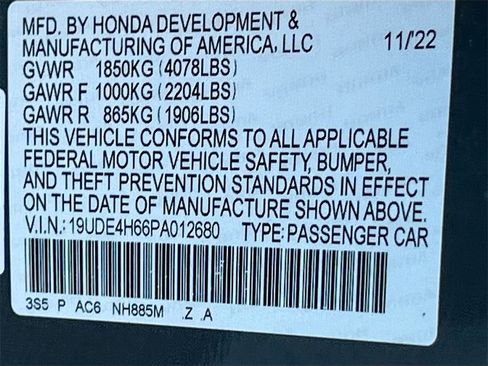 MFD. BY HONDA DEVELOPMENT &
MANUFACTURING OF AMERICA, LLC 11/22
GVWR 1850KG (4078LBS)
GAWR F 1000KG (2204LBS)
GAWR R 865KG (1906LBS)
THIS VEHICLE CONFORMS TO ALL APPLICABLE
FEDERAL MOTOR VEHICLE SAFETY, BUMPER,
AND THEFT PREVENTION STANDARDS IN EFFECT
ON THE DATE OF MANUFACTURE SHOWN ABOVE.
V.I.N.: 19UDE4H66PA012680 TYPE: PASSENGER CAR
3S5 P AC6 NH885M .Z .A